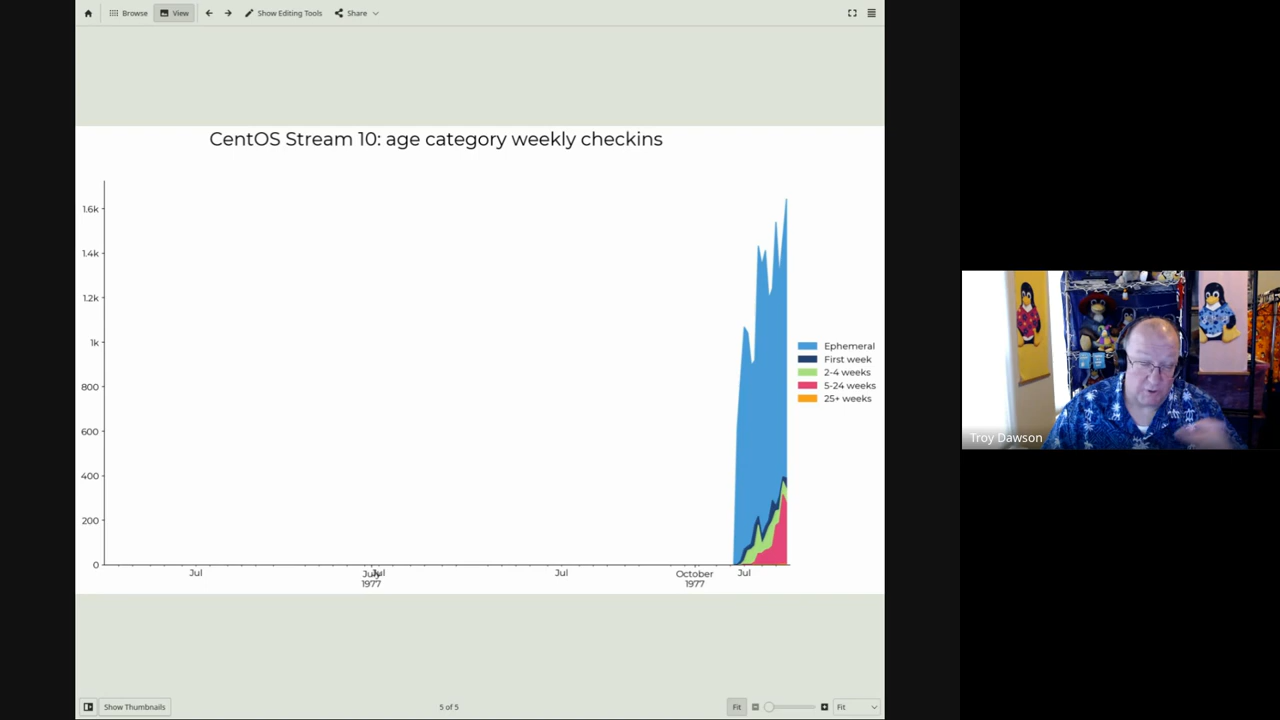 Browse View Show Editing Tools Share
CentOS Stream 10: age category weekly checkins
1.6k
1.4k
1.2k
1k
800
600
400
200
0
Jul July Jul Jul October Jul
1977 1977
Ephemeral
First week
2-4 weeks
5-24 weeks
25+ weeks
Troy Dawson
Show Thumbnails 5 of 5 Fit Fit